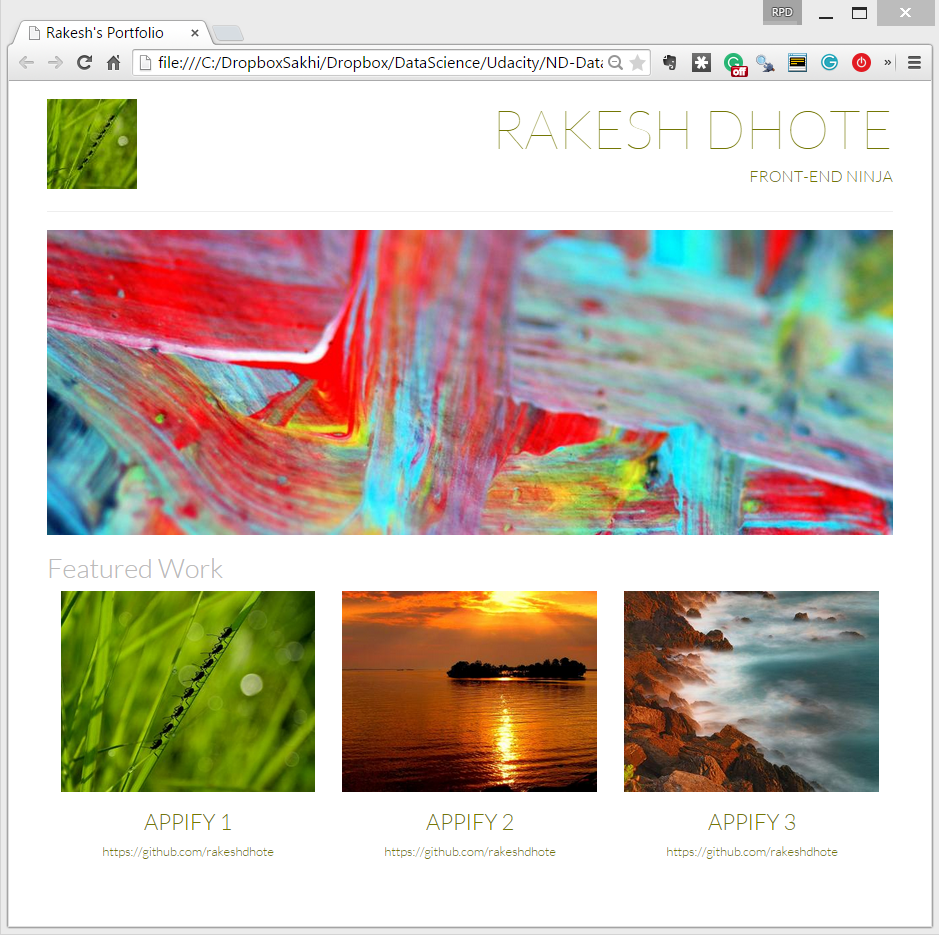 RPD
Rakesh's Portfolio
file:///C:/DropboxSakhi/Dropbox/DataScience/Udacity/ND-Data
off
RAKESH DHOTE
FRONT-END NINJA
Featured Work
APPIFY 1
APPIFY 2
APPIFY 3
https://github.com/rakeshdhote
https://github.com/rakeshdhote
https://github.com/rakeshdhote